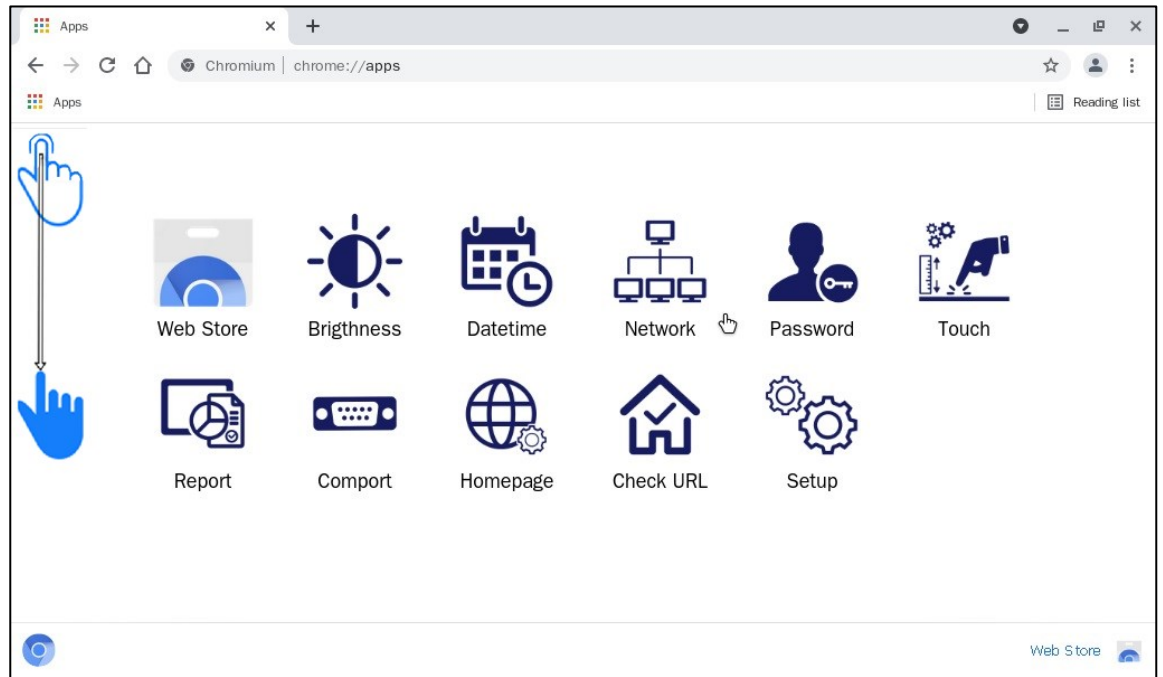 Apps
Chromium | chrome://apps
Apps
Reading list
Web Store Brigthness Datetime Network Password Touch
Report Comport Homepage Check URL Setup
Web Store